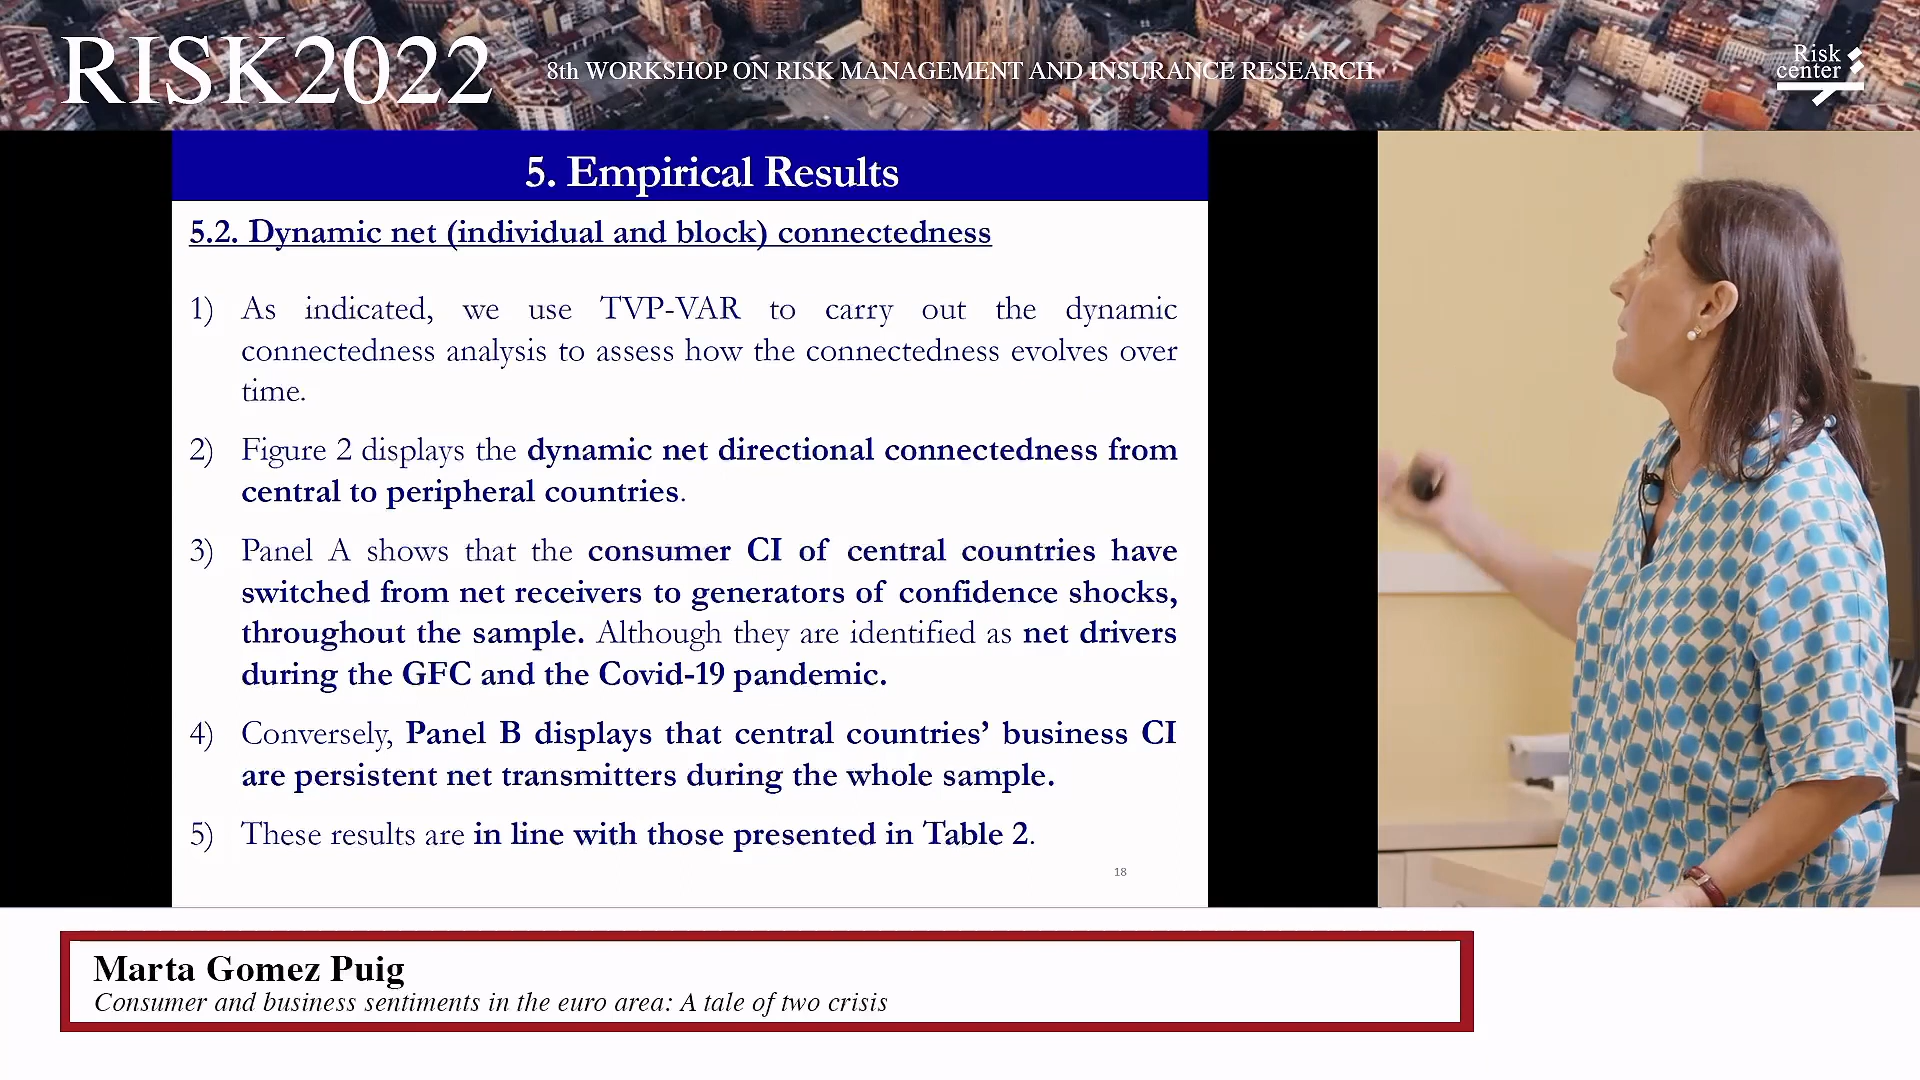 RISK2022
8th WORKSHOP ON RISK MANAGEMENT AND INSURANCE RESEARCH
Risk
center
5. Empirical Results
5.2. Dynamic net (individual and block) connectedness
1) As indicated, we use TVP-VAR to carry out the dynamic
connectedness analysis to assess how the connectedness evolves over
time.
2) Figure 2 displays the dynamic net directional connectedness from
central to peripheral countries.
3) Panel A shows that the consumer CI of central countries have
switched from net receivers to generators of confidence shocks,
throughout the sample. Although they are identified as net drivers
during the GFC and the Covid-19 pandemic.
4) Conversely, Panel B displays that central countries’ business CI
are persistent net transmitters during the whole sample.
5) These results are in line with those presented in Table 2.
18
Marta Gomez Puig
Consumer and business sentiments in the euro area: A tale of two crisis